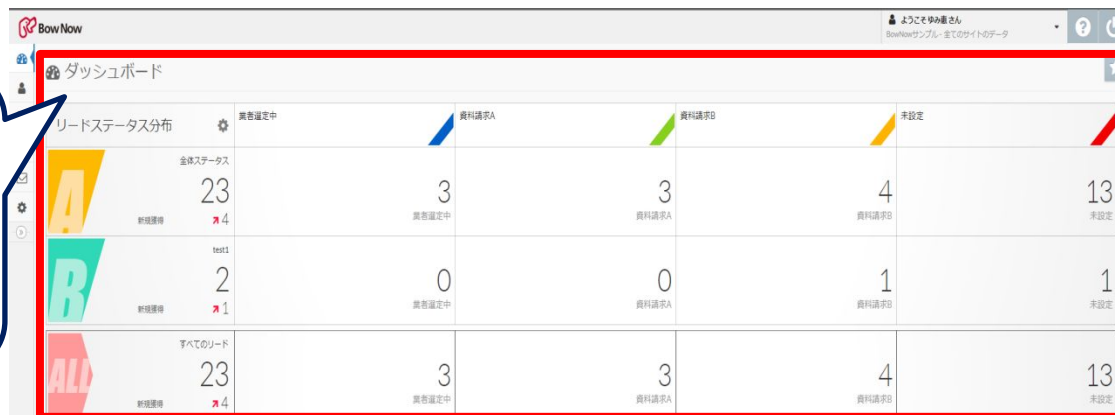 Bow Now
ようこそ ゆみ恵さん
BowNowサンプル - 全てのサイトのデータ
ダッシュボード
リードステータス分布
業者選定中
資料請求A
資料請求B
未設定
A
全体ステータス
23
新規獲得
4
3
業者選定中
3
資料請求A
4
資料請求B
13
未設定
B
test1
2
新規獲得
1
0
業者選定中
0
資料請求A
1
資料請求B
1
未設定
ALL
すべてのリード
23
新規獲得
4
3
業者選定中
3
資料請求A
4
資料請求B
13
未設定